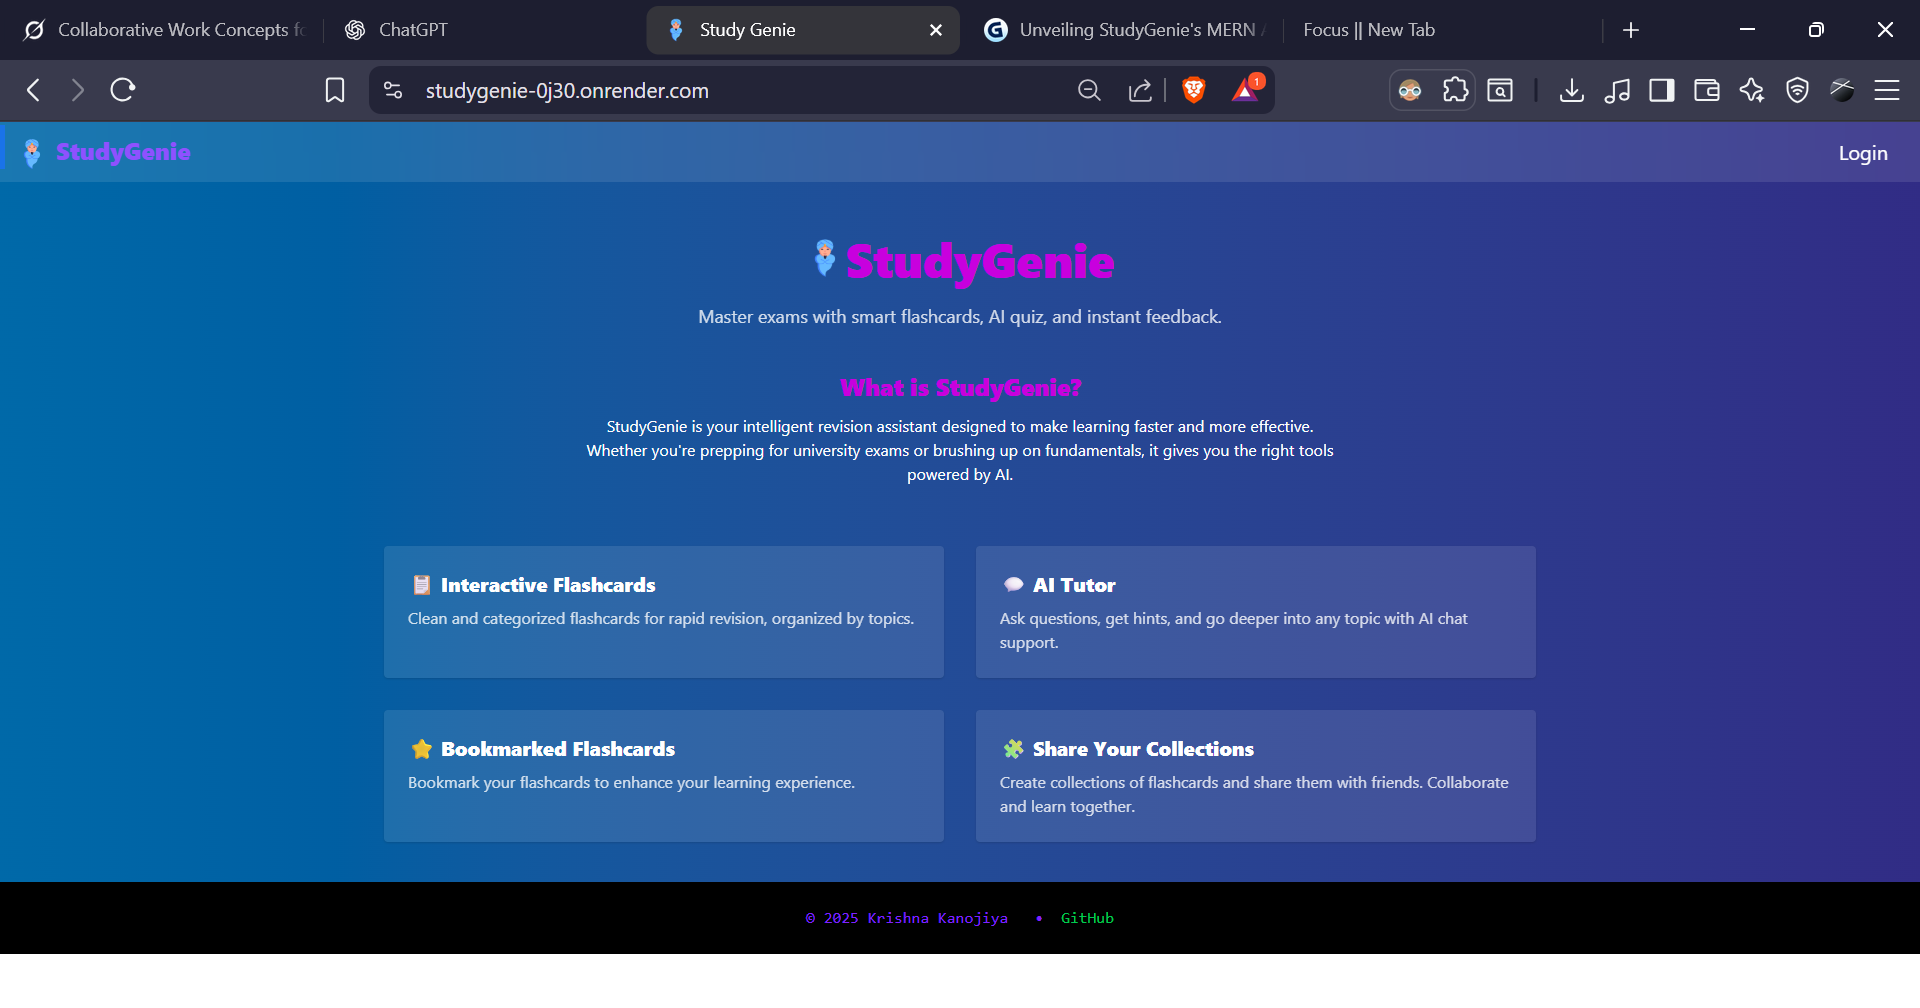 Collaborative Work Concepts fo
ChatGPT
Study Genie
Unveiling StudyGenie's MERN
Focus || New Tab
studygenie-0j30.onrender.com
1
StudyGenie
Login
StudyGenie
Master exams with smart flashcards, AI quiz, and instant feedback.
What is StudyGenie?
StudyGenie is your intelligent revision assistant designed to make learning faster and more effective.
Whether you're prepping for university exams or brushing up on fundamentals, it gives you the right tools
powered by AI.
Interactive Flashcards
Clean and categorized flashcards for rapid revision, organized by topics.
AI Tutor
Ask questions, get hints, and go deeper into any topic with AI chat
support.
Bookmarked Flashcards
Bookmark your flashcards to enhance your learning experience.
Share Your Collections
Create collections of flashcards and share them with friends. Collaborate
and learn together.
© 2025 Krishna Kanojiya • GitHub